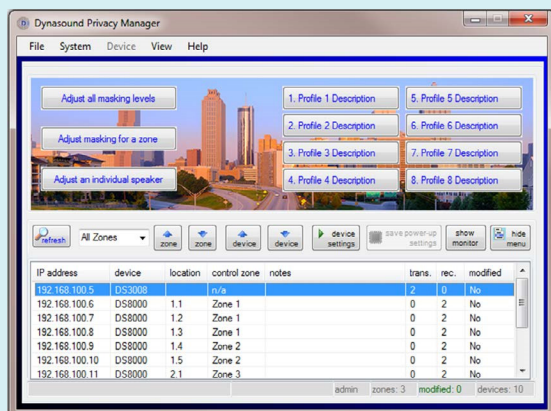 Dynasound Privacy Manager
File System Device View Help
Adjust all masking levels
Adjust masking for a zone
Adjust an individual speaker
1. Profile 1 Description
2. Profile 2 Description
3. Profile 3 Description
4. Profile 4 Description
5. Profile 5 Description
6. Profile 6 Description
7. Profile 7 Description
8. Profile 8 Description
refresh All Zones zone zone device device device settings save power-up settings show monitor hide menu
IP address device location control zone notes trans. rec. modified
192.168.100.5 DS3008 n/a 2 0 No
192.168.100.6 DS8000 1.1 Zone 1 0 2 No
192.168.100.7 DS8000 1.2 Zone 1 0 2 No
192.168.100.8 DS8000 1.3 Zone 1 0 2 No
192.168.100.9 DS8000 1.4 Zone 2 0 2 No
192.168.100.10 DS8000 1.5 Zone 2 0 2 No
192.168.100.11 DS8000 2.1 Zone 3 0 2 No
admin zones: 3 modified: 0 devices: 10